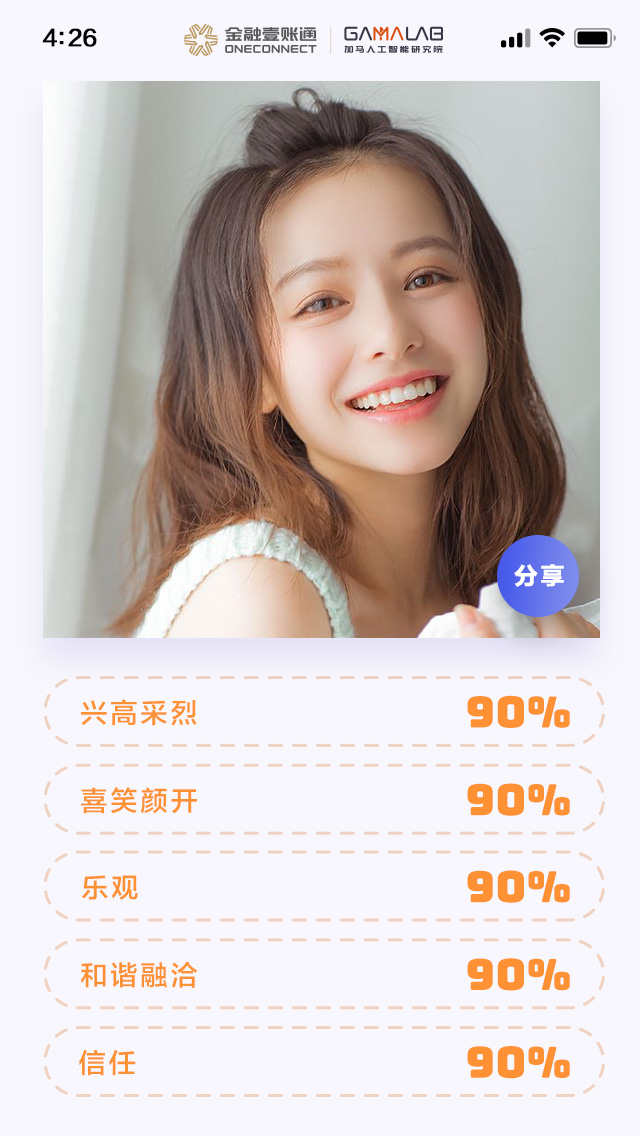 4:26
金融壹账通
ONECONNECT
GAMMALAB
加马人工智能研究院
分享
兴高采烈 90%
喜笑颜开 90%
乐观 90%
和谐融洽 90%
信任 90%